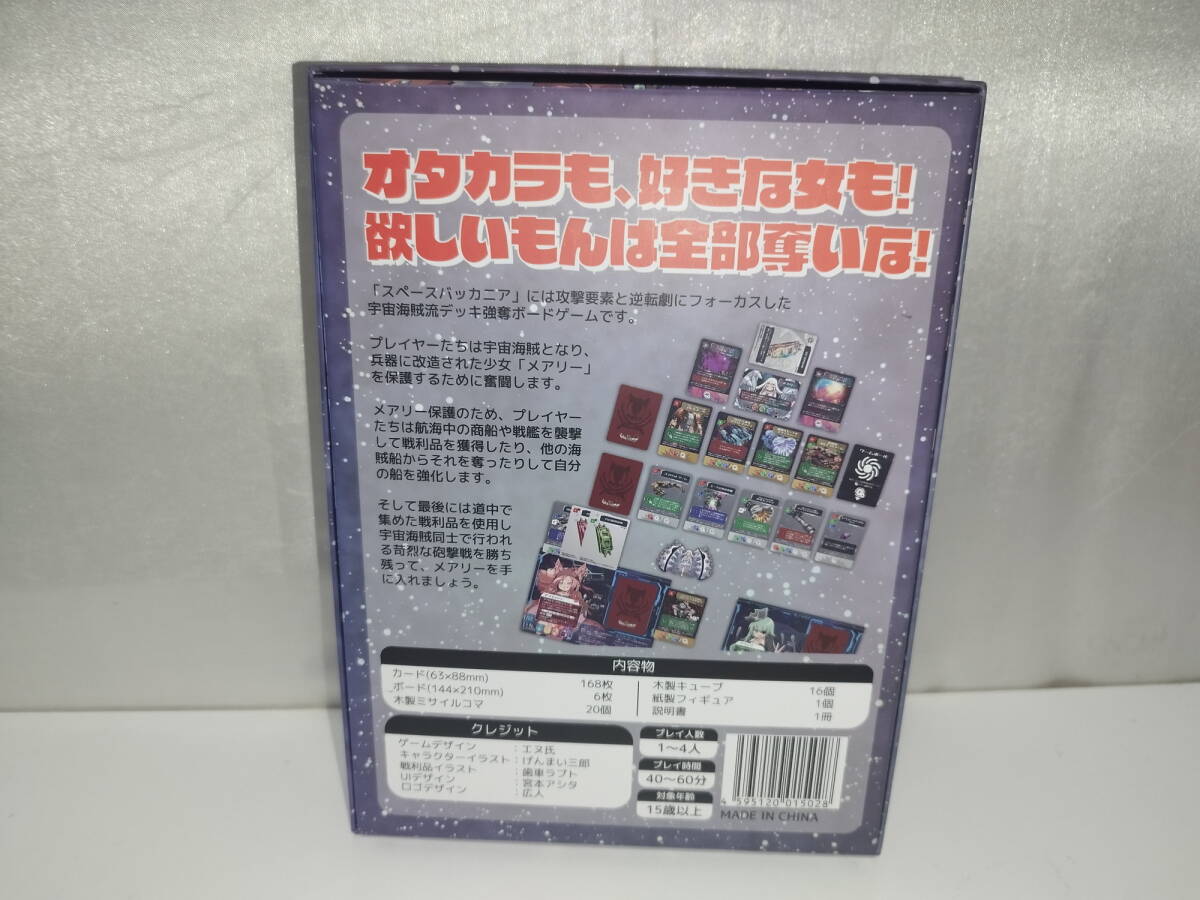 オタカラも、好きな女も!
欲しいもんは全部奪いな!
「スペースバッカニア」には攻撃要素と逆転劇にフォーカスした
宇宙海賊流デッキ強奪ボードゲームです。
プレイヤーたちは宇宙海賊となり、
兵器に改造された少女「メアリー」
を保護するために奮闘します。
メアリー保護のため、プレイヤー
たちは航海中の商船や戦艦を襲撃
して戦利品を獲得したり、他の海
賊船からそれを奪ったりして自分
の船を強化します。
そして最後には道中で
集めた戦利品を使用し
宇宙海賊同士で行われ
る苛烈な砲撃戦を勝ち
残って、メアリーを手
に入れましょう。
内容物
カード(63×88mm) 168枚
ボード(144×210mm) 6枚
木製ミサイルコマ 20個
木製キューブ 16個
紙製フィギュア 1個
説明書 1冊
クレジット
ゲームデザイン : エヌ氏
キャラクターイラスト : げんまい三郎
戦利品イラスト : 歯車ラプト
UIデザイン : 宮本アシタ
ロゴデザイン : 広人
プレイ人数
1～4人
プレイ時間
40～60分
対象年齢
15歳以上
4 595120 015028
MADE IN CHINA